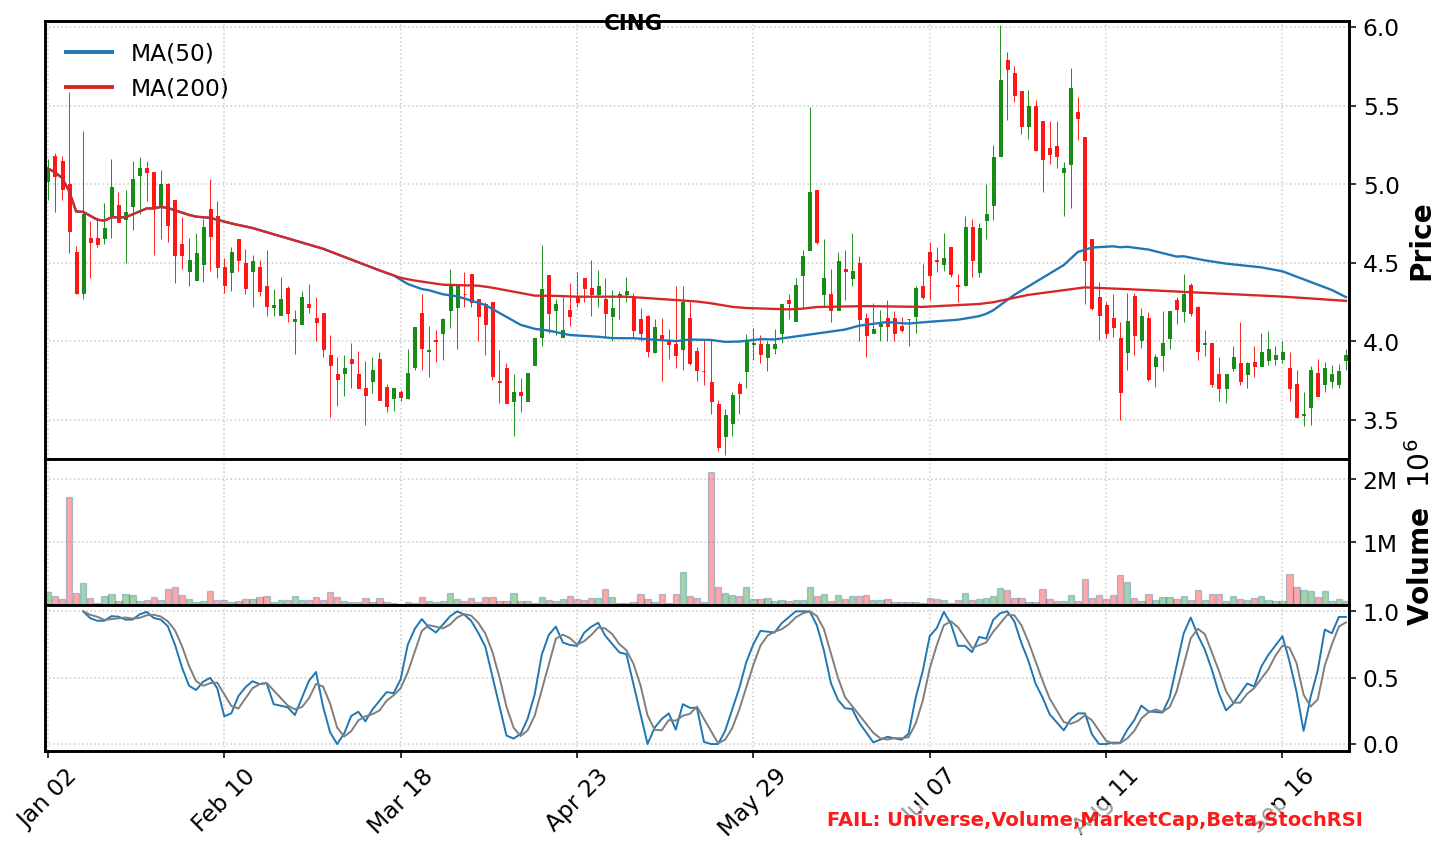 CING
MA(50)
MA(200)
6.0
5.5
5.0
4.5
4.0
3.5
Price
2M
1M
Volume 10^6
1.0
0.5
0.0
Jan 02
Feb 10
Mar 18
Apr 23
May 29
Jul 07
Aug 11
Sep 16
FAIL: Universe,Volume,MarketCap,Beta,StochRSI